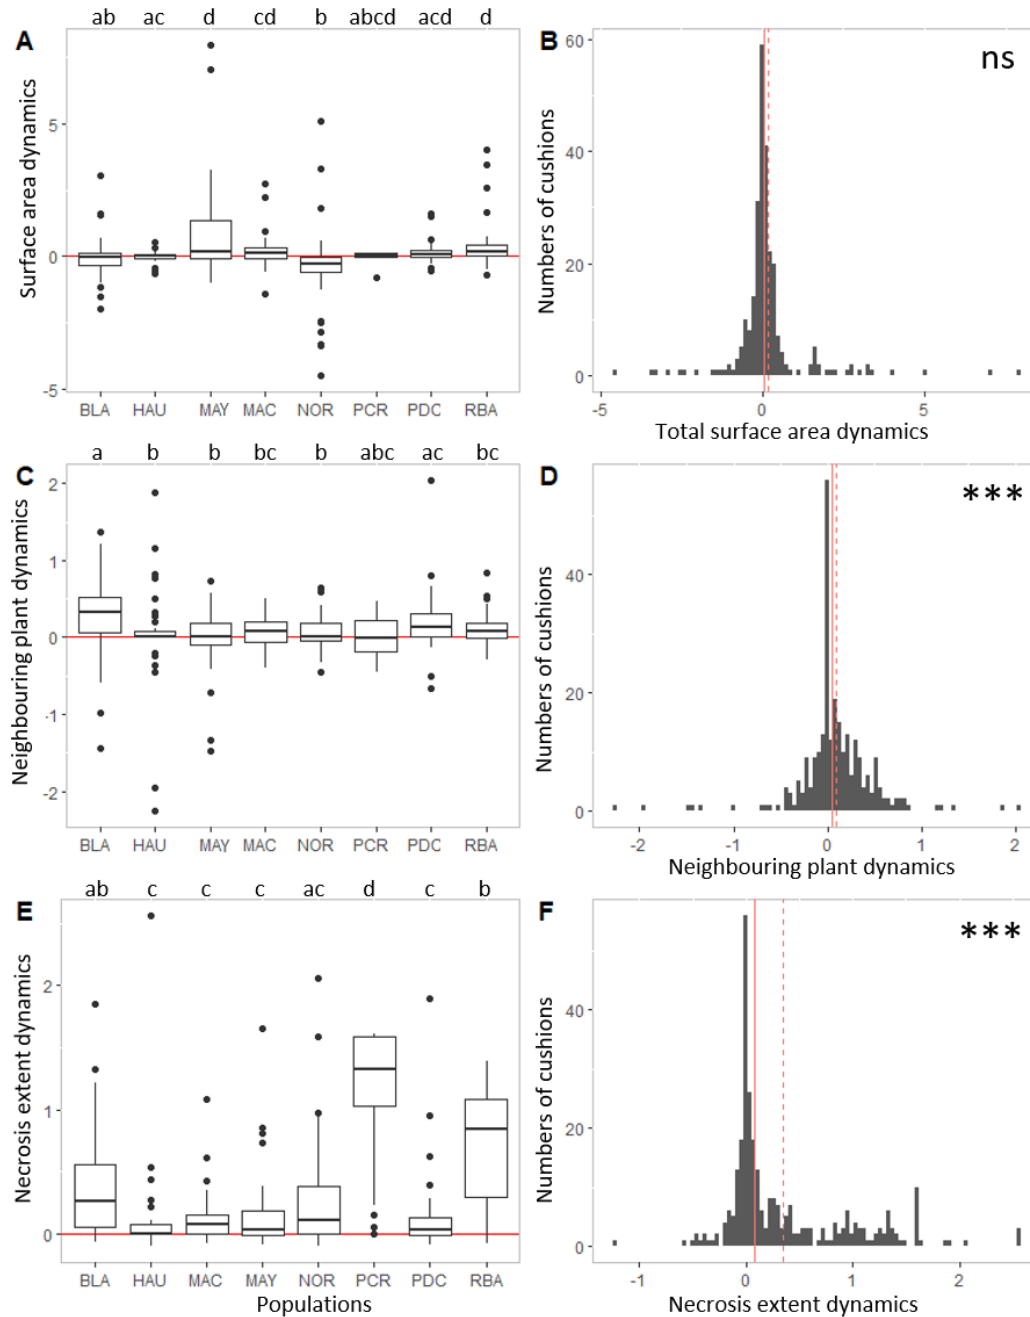 ab ac d cd b abcd acd d
A
Surface area dynamics
5
0
-5
BLA HAU MAY MAC NOR PCR PDC RBA
B
ns
Numbers of cushions
60
40
20
0
-5 0 5
Total surface area dynamics
a b b bc b abc ac bc
C
Neighbouring plant dynamics
2
1
0
-1
-2
BLA HAU MAY MAC NOR PCR PDC RBA
D
***
Numbers of cushions
40
20
0
-2 -1 0 1 2
Neighbouring plant dynamics
ab c c c ac d c b
E
Necrosis extent dynamics
2
1
0
BLA HAU MAC MAY NOR PCR PDC RBA
Populations
F
***
Numbers of cushions
40
20
0
-1 0 1 2
Necrosis extent dynamics